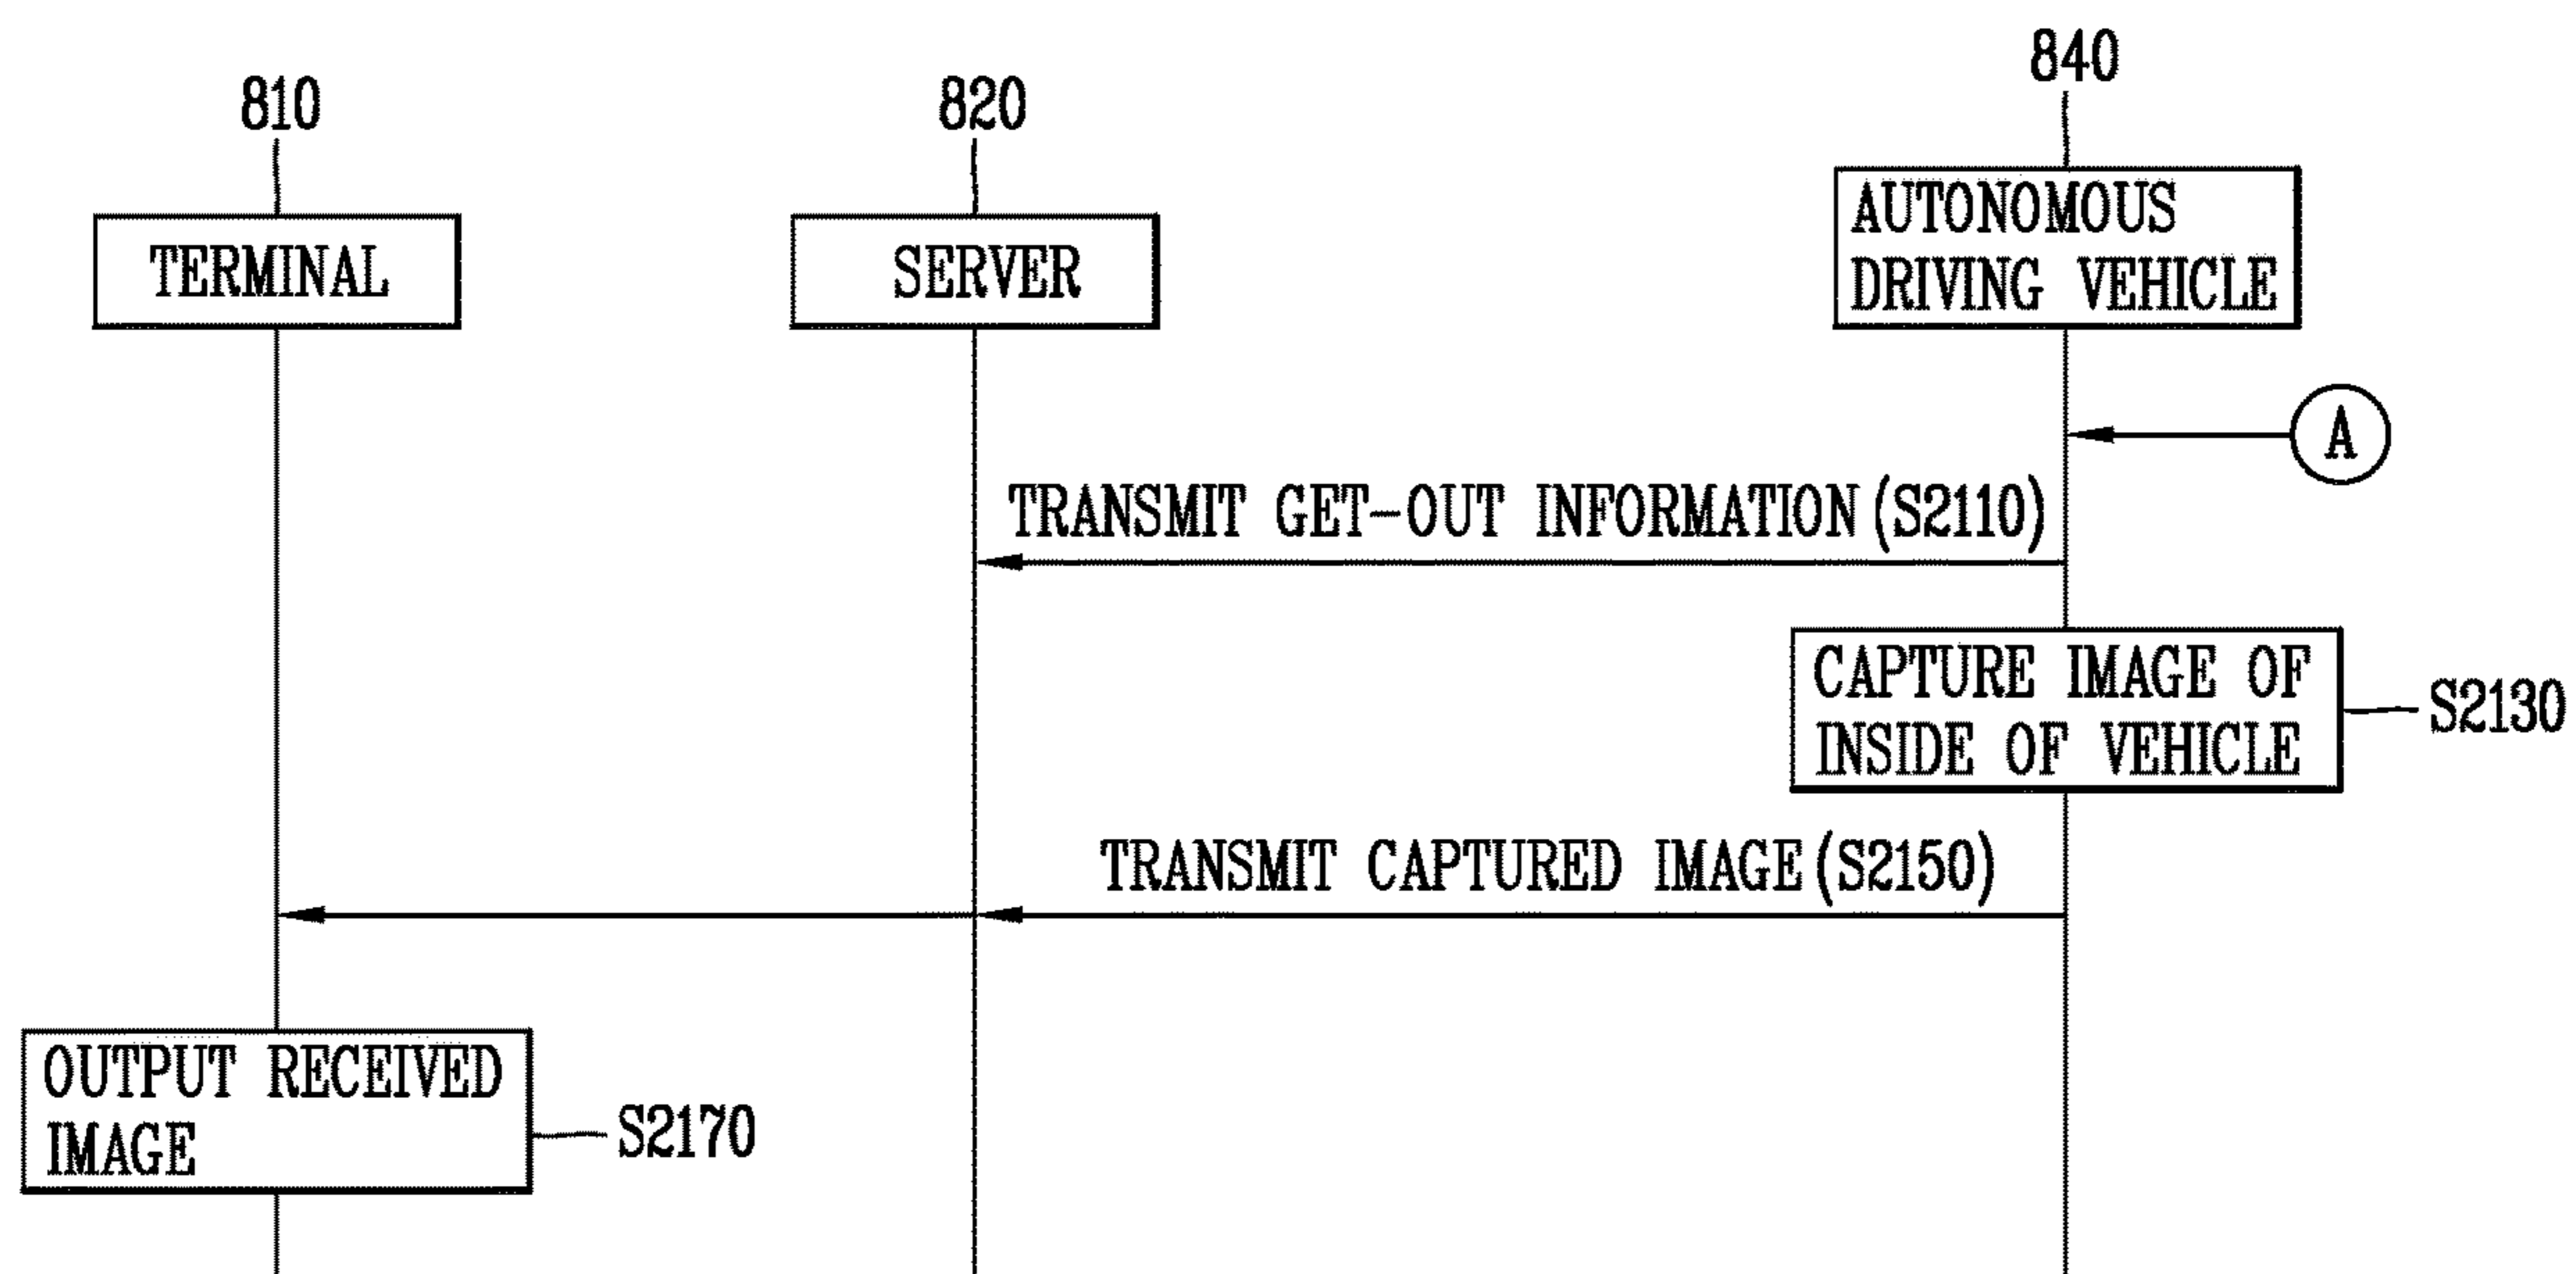 840
810
820
AUTONOMOUS
DRIVING VEHICLE
TERMINAL
SERVER
A
TRANSMIT GET-OUT INFORMATION (S2110)
CAPTURE IMAGE OF
INSIDE OF VEHICLE
S2130
TRANSMIT CAPTURED IMAGE (S2150)
OUTPUT RECEIVED
IMAGE
S2170